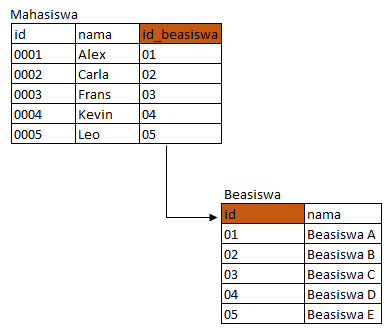 Mahasiswa
id nama id_beasiswa
0001 Alex 01
0002 Carla 02
0003 Frans 03
0004 Kevin 04
0005 Leo 05
Beasiswa
id nama
01 Beasiswa A
02 Beasiswa B
03 Beasiswa C
04 Beasiswa D
05 Beasiswa E